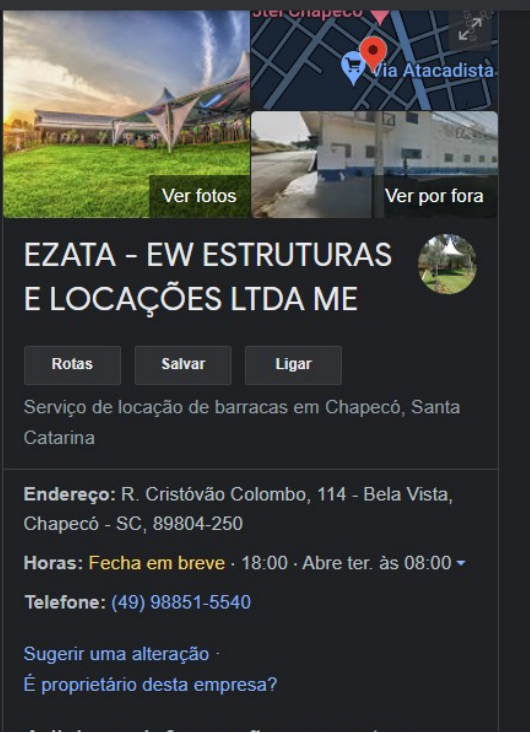 Via Atacadista
Ver fotos
Ver por fora
EZATA - EW ESTRUTURAS
E LOCAÇÕES LTDA ME
Rotas
Salvar
Ligar
Serviço de locação de barracas em Chapecó, Santa
Catarina
Endereço: R. Cristóvão Colombo, 114 - Bela Vista,
Chapecó - SC, 89804-250
Horas: Fecha em breve · 18:00 · Abre ter. às 08:00
Telefone: (49) 98851-5540
Sugerir uma alteração ·
É proprietário desta empresa?